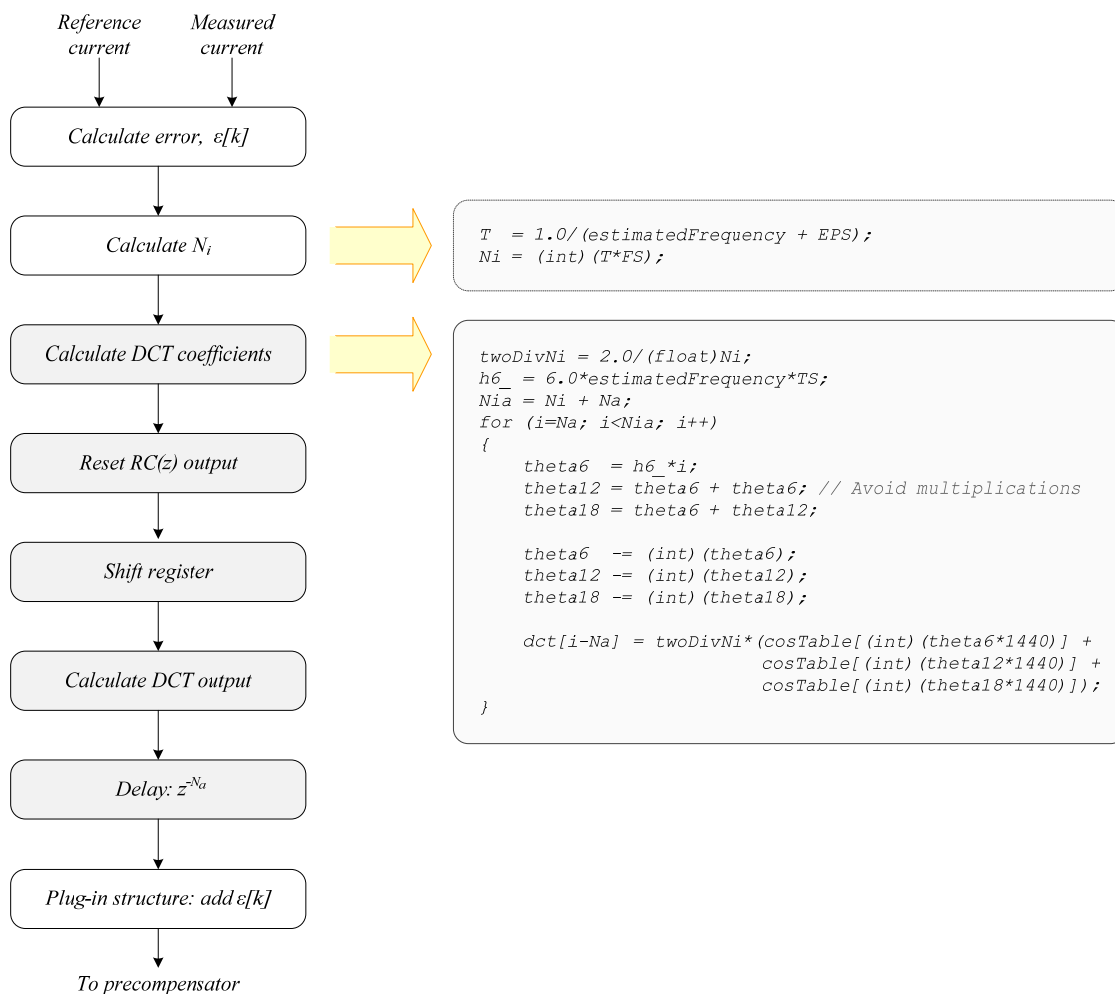 Reference current
Measured current
Calculate error, ε[k]
Calculate Ni
T  = 1.0/(estimatedFrequency + EPS);
Ni = (int)(T*FS);
Calculate DCT coefficients
twoDivNi = 2.0/(float)Ni;
h6_ = 6.0*estimatedFrequency*TS;
Nia = Ni + Na;
for (i=Na; i<Nia; i++)
{
    theta6  = h6_*i;
    theta12 = theta6 + theta6; // Avoid multiplications
    theta18 = theta6 + theta12;
    theta6  -= (int)(theta6);
    theta12 -= (int)(theta12);
    theta18 -= (int)(theta18);
    dct[i-Na] = twoDivNi*(cosTable[(int)(theta6*1440)] +
                          cosTable[(int)(theta12*1440)] +
                          cosTable[(int)(theta18*1440)]);
}
Reset RC(z) output
Shift register
Calculate DCT output
Delay: z^-Na
Plug-in structure: add ε[k]
To precompensator